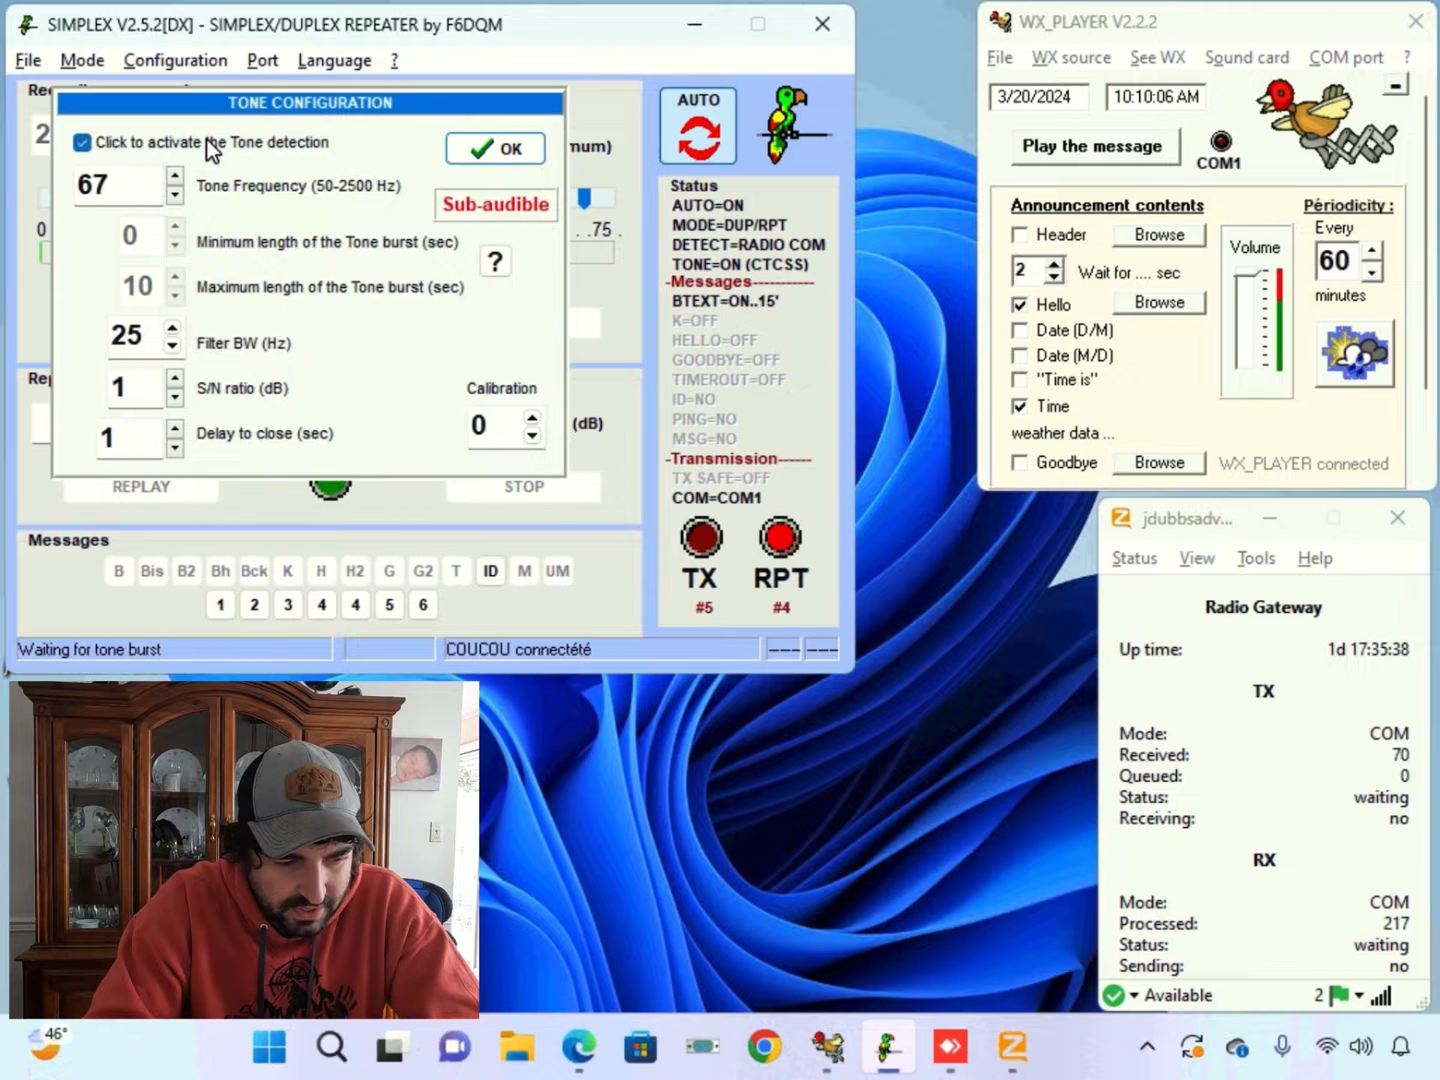 SIMPLEX V2.5.2[DX] - SIMPLEX/DUPLEX REPEATER by F6DQM
File Mode Configuration Port Language ?
TONE CONFIGURATION
Click to activate the Tone detection
OK
67 Tone Frequency (50-2500 Hz)
Sub-audible
0 Minimum length of the Tone burst (sec)
?
10 Maximum length of the Tone burst (sec)
25 Filter BW (Hz)
1 S/N ratio (dB)
Calibration
0
1 Delay to close (sec)
2
0
75
(dB)
REPLAY STOP
Messages
B Bis B2 Bh Bck K H H2 G G2 T ID M UM
1 2 3 4 4 5 6
AUTO
Status
AUTO=ON
MODE=DUP/RPT
DETECT=RADIO COM
TONE=ON (CTCSS)
-Messages-----------
BTEXT=ON..15'
K=OFF
HELLO=OFF
GOODBYE=OFF
TIMEROUT=OFF
ID=NO
PING=NO
MSG=NO
-Transmission------
TX SAFE=OFF
COM=COM1
TX RPT
#5 #4
Waiting for tone burst COUCOU connectété ---- ----
WX_PLAYER V2.2.2
File WX source See WX Sound card COM port ?
3/20/2024 10:10:06 AM
Play the message
COM1
Announcement contents
Header Browse
2 Wait for .... sec
Hello Browse
Date (D/M)
Date (M/D)
"Time is"
Time
weather data ...
Goodbye Browse
Volume
Périodicity :
Every
60
minutes
WX_PLAYER connected
jdubbsadv...
Status View Tools Help
Radio Gateway
Up time: 1d 17:35:38
TX
Mode: COM
Received: 70
Queued: 0
Status: waiting
Receiving: no
RX
Mode: COM
Processed: 217
Status: waiting
Sending: no
Available 2
46°